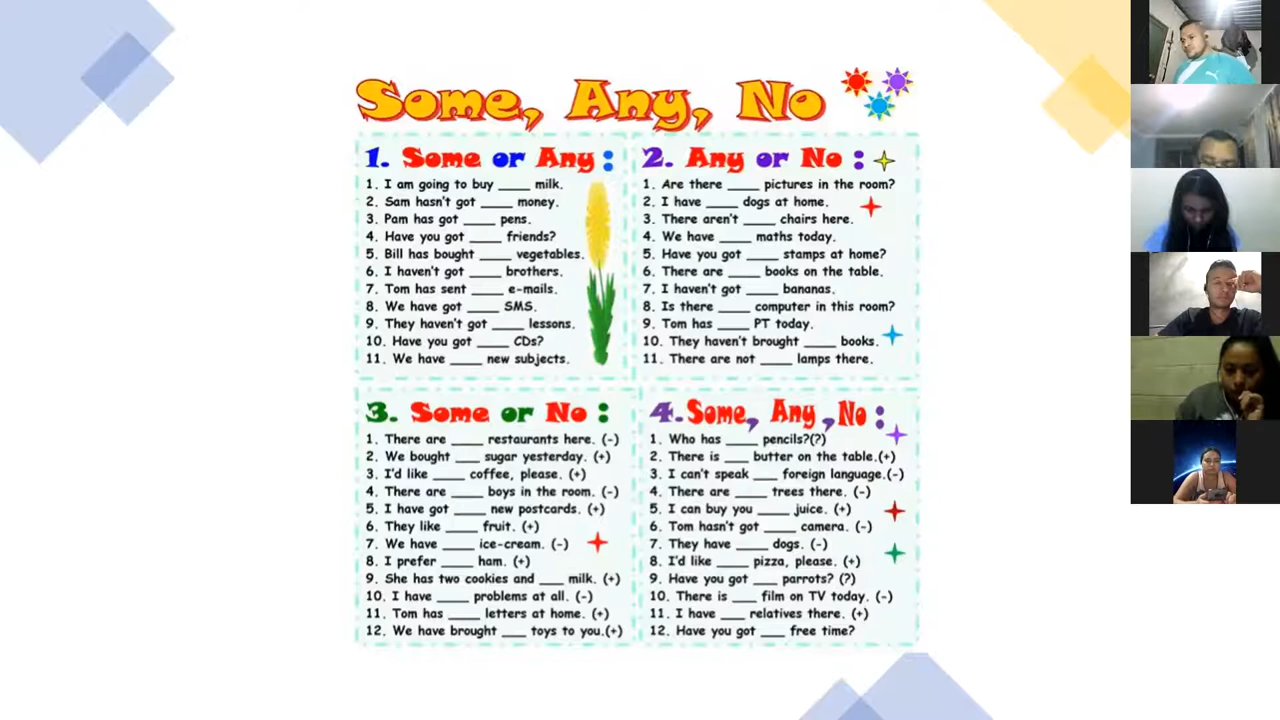 Some, Any, No
1. Some or Any :
1. I am going to buy ____ milk.
2. Sam hasn't got ____ money.
3. Pam has got ____ pens.
4. Have you got ____ friends?
5. Bill has bought ____ vegetables.
6. I haven't got ____ brothers.
7. Tom has sent ____ e-mails.
8. We have got ____ SMS.
9. They haven't got ____ lessons.
10. Have you got ____ CDs?
11. We have ____ new subjects.
2. Any or No :
1. Are there ____ pictures in the room?
2. I have ____ dogs at home.
3. There aren't ____ chairs here.
4. We have ____ maths today.
5. Have you got ____ stamps at home?
6. There are ____ books on the table.
7. I haven't got ____ bananas.
8. Is there ____ computer in this room?
9. Tom has ____ PT today.
10. They haven't brought ____ books.
11. There are not ____ lamps there.
3. Some or No :
1. There are ____ restaurants here. (-)
2. We bought ____ sugar yesterday. (+)
3. I'd like ____ coffee, please. (+)
4. There are ____ boys in the room. (-)
5. I have got ____ new postcards. (+)
6. They like ____ fruit. (+)
7. We have ____ ice-cream. (-)
8. I prefer ____ ham. (+)
9. She has two cookies and ____ milk. (+)
10. I have ____ problems at all. (-)
11. Tom has ____ letters at home. (+)
12. We have brought ____ toys to you.(+)
4. Some, Any ,No :
1. Who has ____ pencils?(?)
2. There is ____ butter on the table.(+)
3. I can't speak ____ foreign language.(-)
4. There are ____ trees there. (-)
5. I can buy you ____ juice. (+)
6. Tom hasn't got ____ camera. (-)
7. They have ____ dogs. (-)
8. I'd like ____ pizza, please. (+)
9. Have you got ____ parrots? (?)
10. There is ____ film on TV today. (-)
11. I have ____ relatives there. (+)
12. Have you got ____ free time?